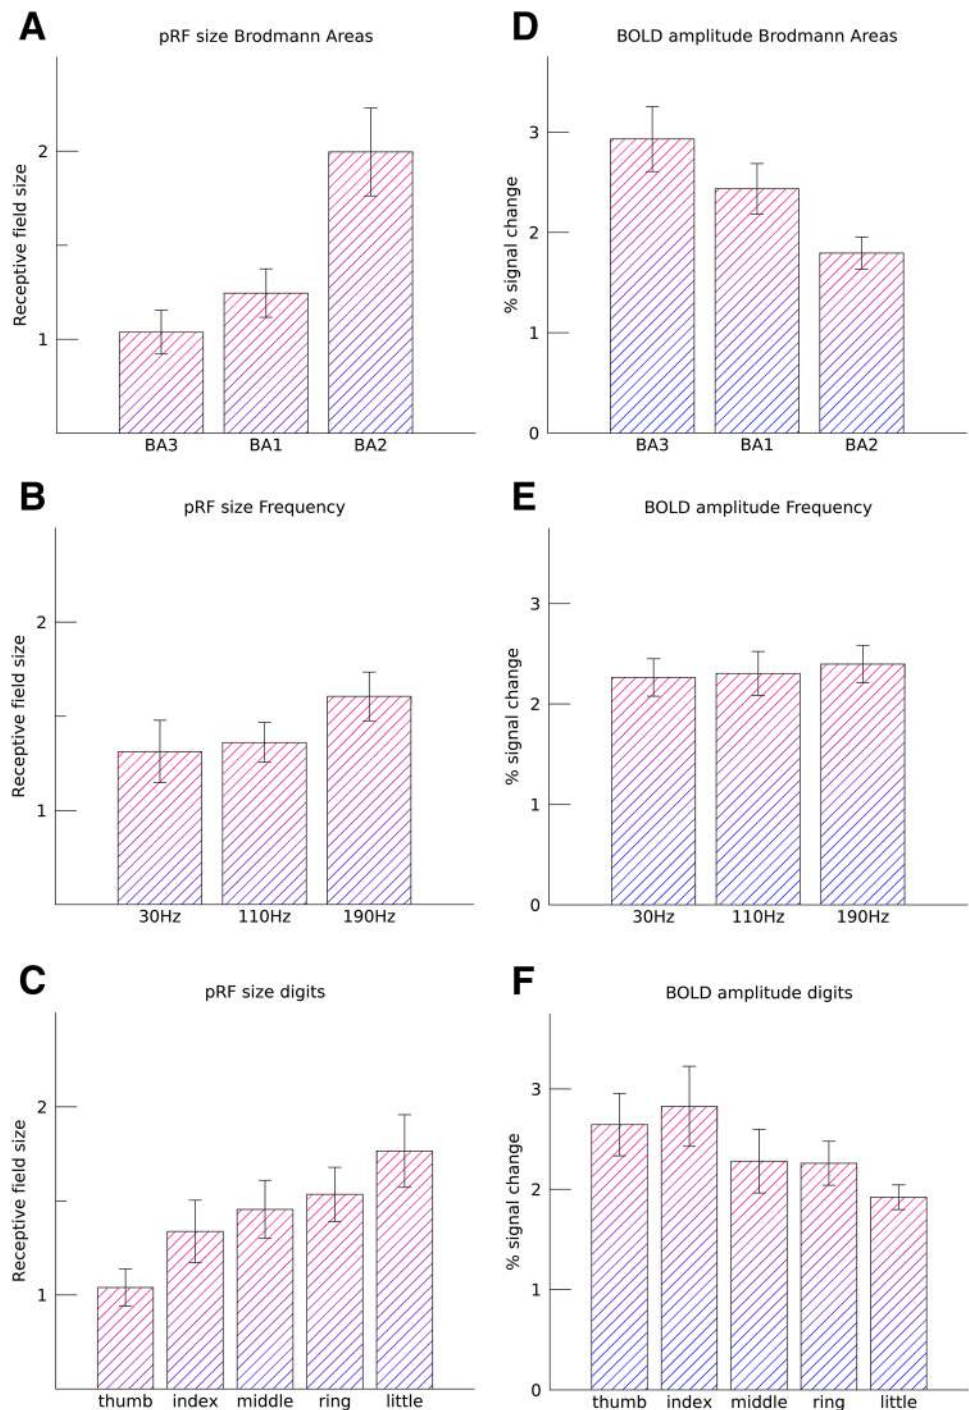 A
pRF size Brodmann Areas
Receptive field size
2
1
BA3 BA1 BA2
D
BOLD amplitude Brodmann Areas
% signal change
3
2
1
0
BA3 BA1 BA2
B
pRF size Frequency
Receptive field size
2
1
30Hz 110Hz 190Hz
E
BOLD amplitude Frequency
% signal change
3
2
1
0
30Hz 110Hz 190Hz
C
pRF size digits
Receptive field size
2
1
thumb index middle ring little
F
BOLD amplitude digits
% signal change
3
2
1
0
thumb index middle ring little